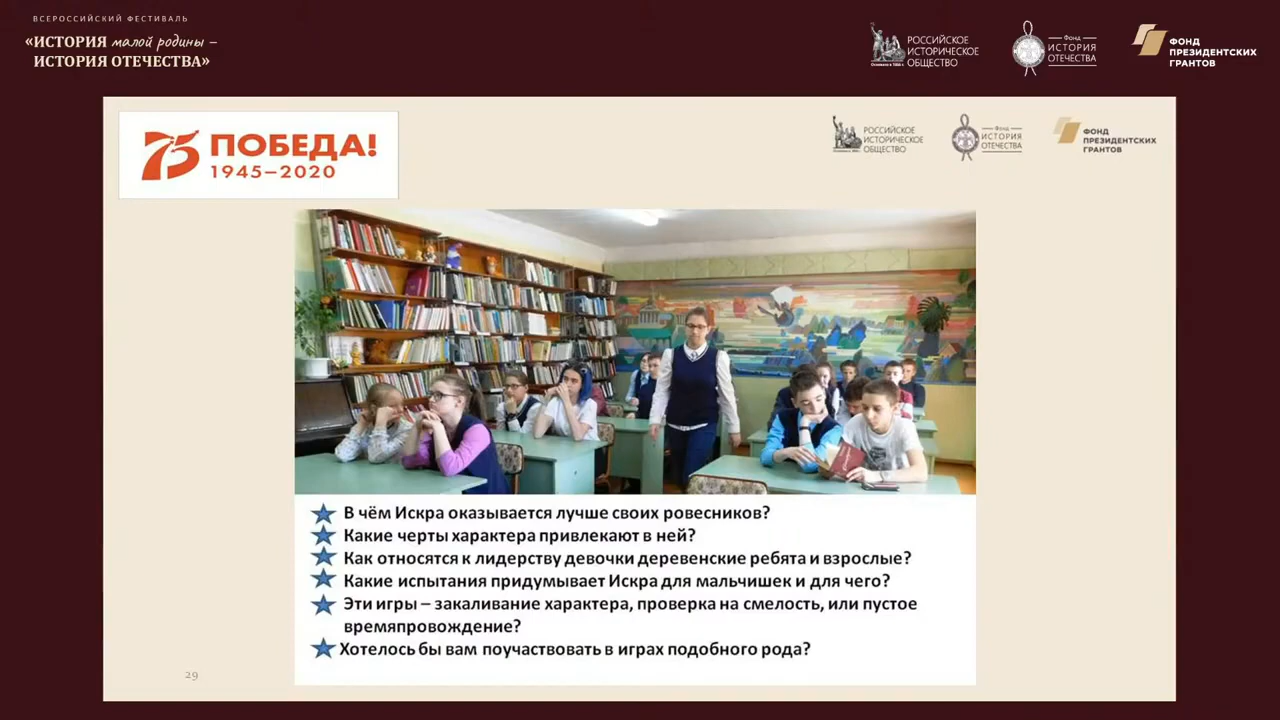 ВСЕРОССИЙСКИЙ ФЕСТИВАЛЬ
«ИСТОРИЯ малой родины –
ИСТОРИЯ ОТЕЧЕСТВА»
РОССИЙСКОЕ
ИСТОРИЧЕСКОЕ
ОБЩЕСТВО
Основано в 1866 г.
Фонд
ИСТОРИЯ
ОТЕЧЕСТВА
ФОНД
ПРЕЗИДЕНТСКИХ
ГРАНТОВ
75 ПОБЕДА!
1945–2020
РОССИЙСКОЕ
ИСТОРИЧЕСКОЕ
ОБЩЕСТВО
Фонд
ИСТОРИЯ
ОТЕЧЕСТВА
ФОНД
ПРЕЗИДЕНТСКИХ
ГРАНТОВ
В чём Искра оказывается лучше своих ровесников?
Какие черты характера привлекают в ней?
Как относятся к лидерству девочки деревенские ребята и взрослые?
Какие испытания придумывает Искра для мальчишек и для чего?
Эти игры – закаливание характера, проверка на смелость, или пустое
времяпровождение?
Хотелось бы вам поучаствовать в играх подобного рода?
29